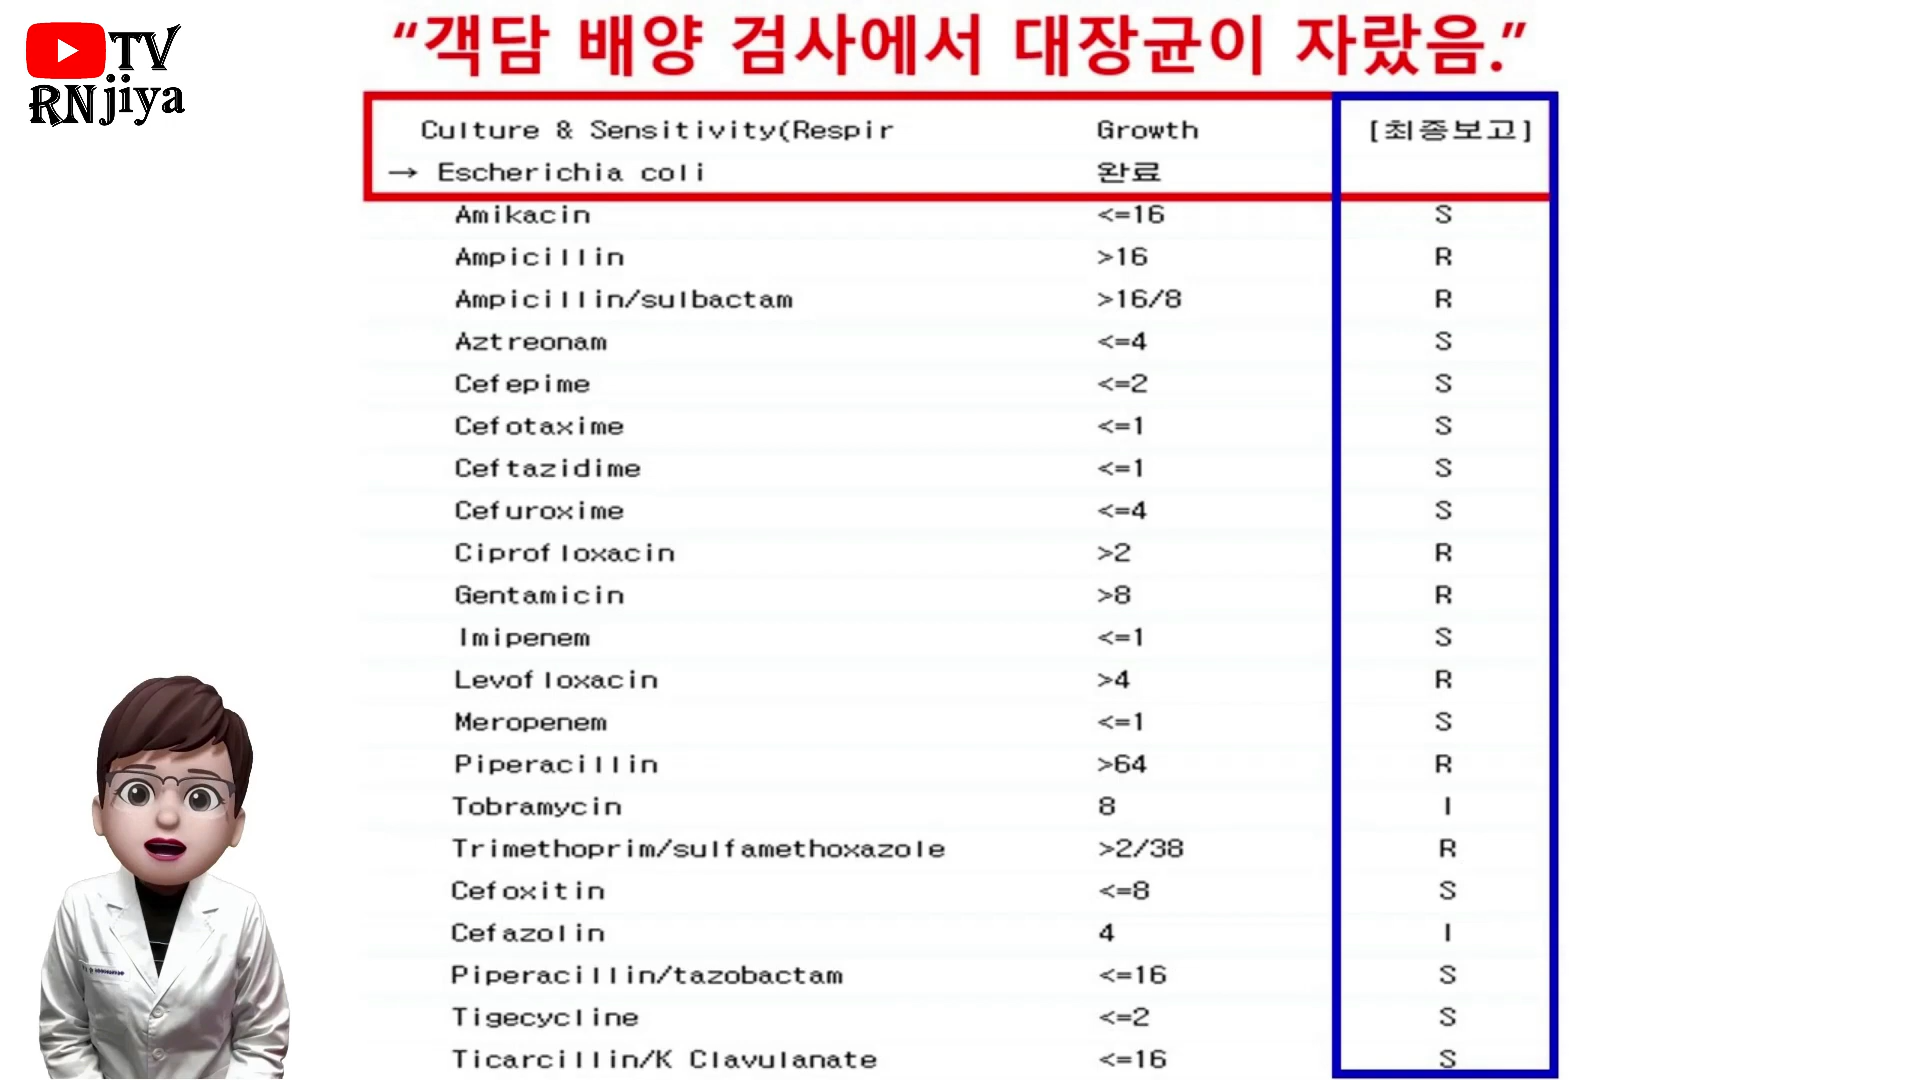 TV
RNjiya
“객담 배양 검사에서 대장균이 자랐음.”
Culture & Sensitivity(Respir Growth [최종보고]
→ Escherichia coli 완료
Amikacin <=16 S
Ampicillin >16 R
Ampicillin/sulbactam >16/8 R
Aztreonam <=4 S
Cefepime <=2 S
Cefotaxime <=1 S
Ceftazidime <=1 S
Cefuroxime <=4 S
Ciprofloxacin >2 R
Gentamicin >8 R
Imipenem <=1 S
Levofloxacin >4 R
Meropenem <=1 S
Piperacillin >64 R
Tobramycin 8 I
Trimethoprim/sulfamethoxazole >2/38 R
Cefoxitin <=8 S
Cefazolin 4 I
Piperacillin/tazobactam <=16 S
Tigecycline <=2 S
Ticarcillin/K Clavulanate <=16 S